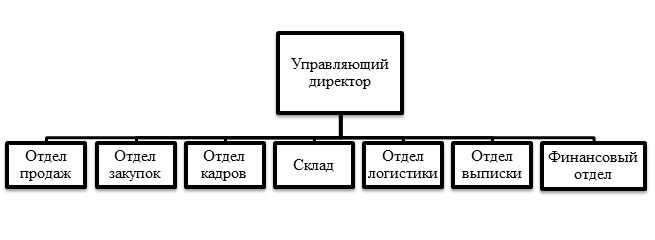 Управляющий
директор
Отдел
продаж
Отдел
закупок
Отдел
кадров
Склад
Отдел
логистики
Отдел
выписки
Финансовый
отдел